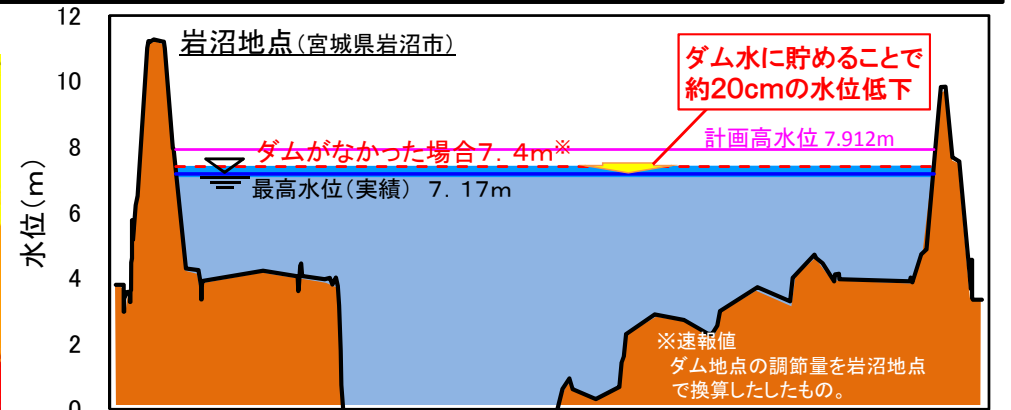 12
10
8
6
4
2
0
水位(m)
岩沼地点(宮城県岩沼市)
ダム水に貯めることで
約20cmの水位低下
計画高水位 7.912m
ダムがなかった場合7.4m※
最高水位(実績) 7.17m
※速報値
ダム地点の調節量を岩沼地点
で換算したしたもの。